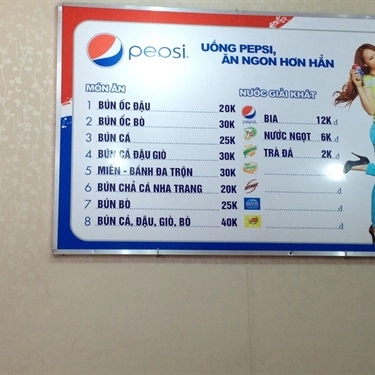 pepsi
UỐNG PEPSI,
ĂN NGON HƠN HẲN
MÓN ĂN
1 BÚN ỐC ĐẬU 20K
2 BÚN ỐC BÒ 30K
3 BÚN CÁ 25K
4 BÚN CÁ ĐẬU GIÒ 30K
5 MIẾN - BÁNH ĐA TRỘN 30K
6 BÚN CHẢ CÁ NHA TRANG 20K
7 BÚN BÒ 25K
8 BÚN CÁ, ĐẬU, GIÒ, BÒ 40K
NƯỚC GIẢI KHÁT
BIA 12K đ
NƯỚC NGỌT 6K đ
TRÀ ĐÁ 2K đ
đ
đ
đ